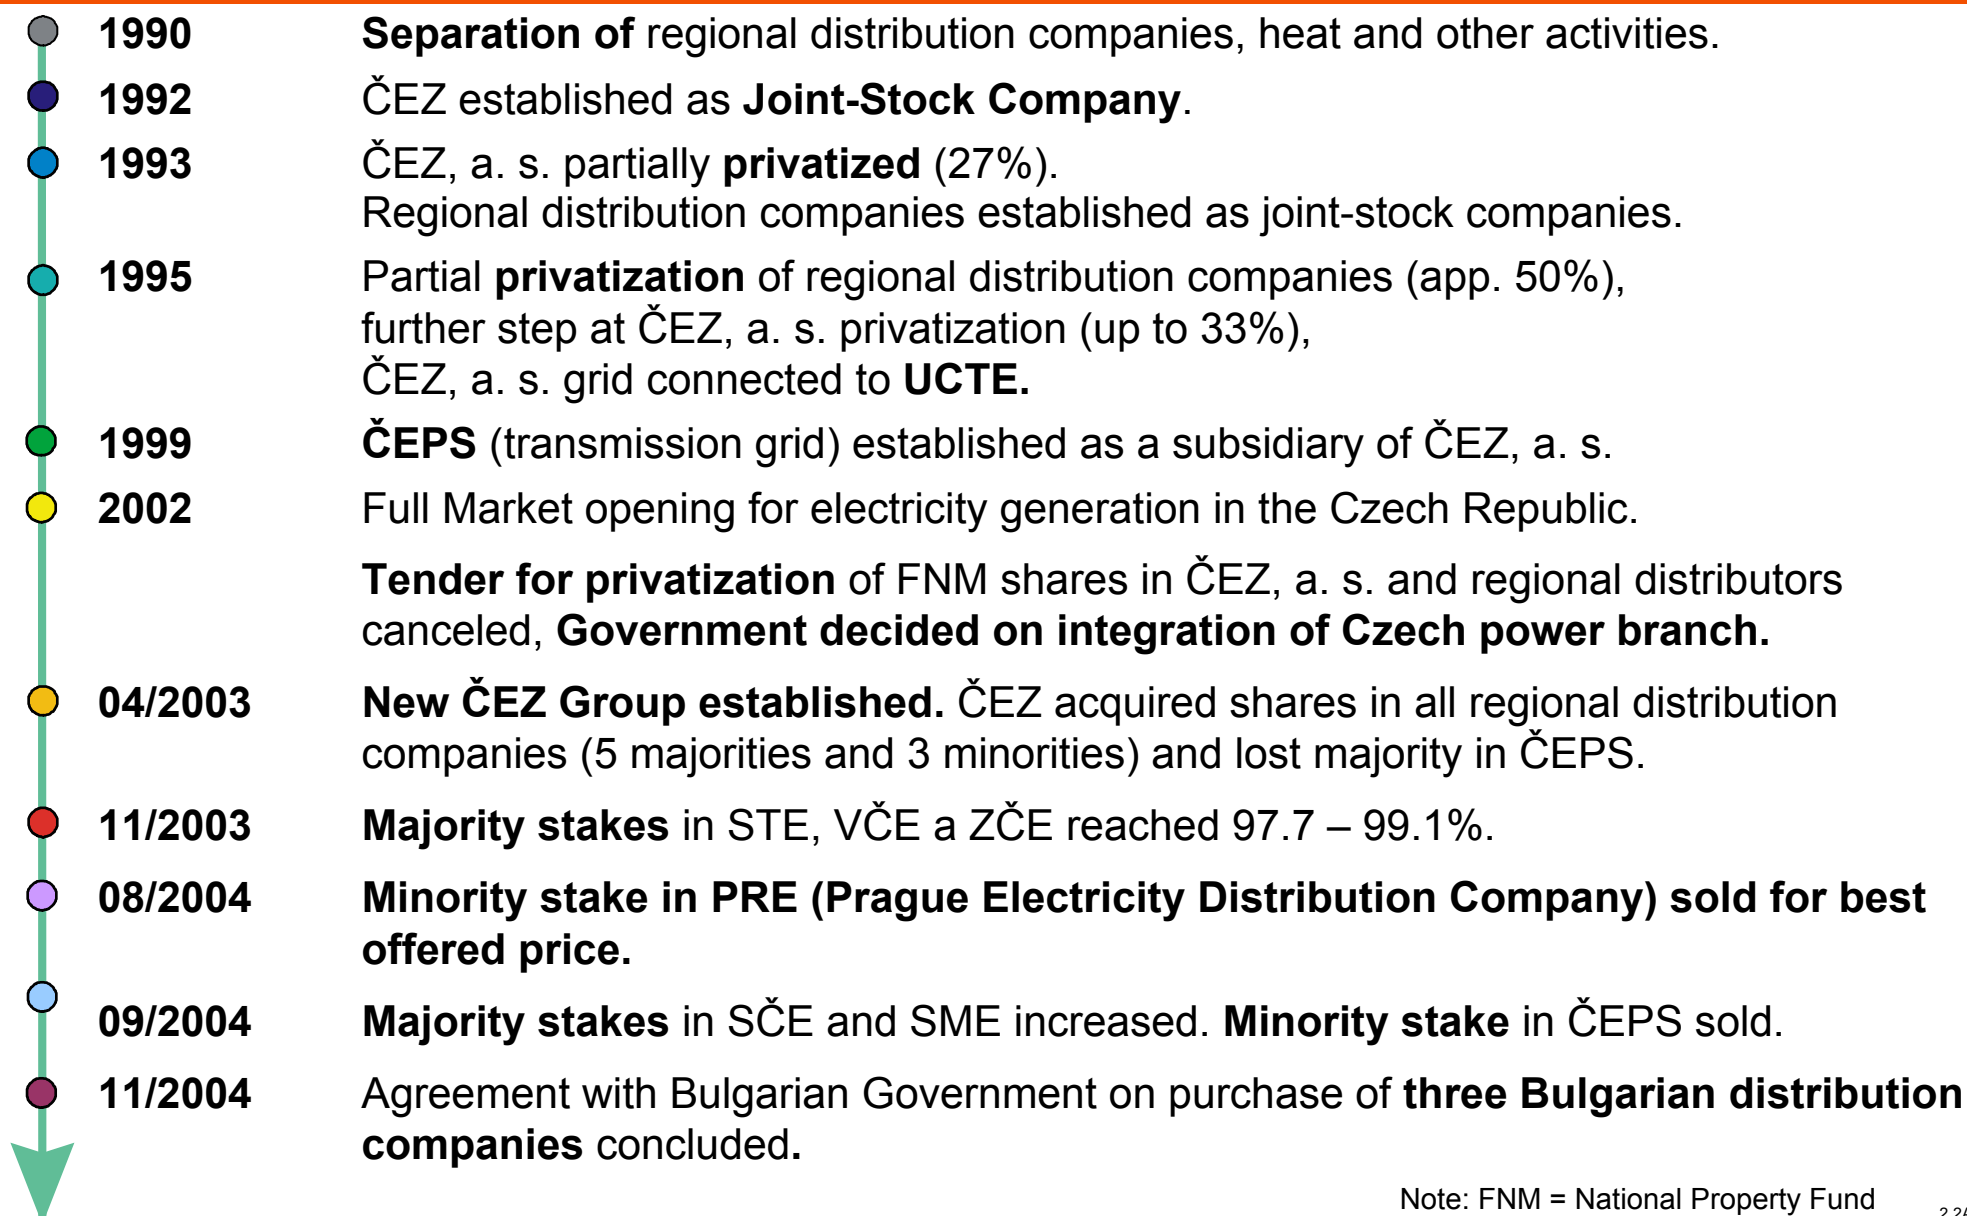 1990 Separation of regional distribution companies, heat and other activities.
1992 ČEZ established as Joint-Stock Company.
1993 ČEZ, a. s. partially privatized (27%).
Regional distribution companies established as joint-stock companies.
1995 Partial privatization of regional distribution companies (app. 50%),
further step at ČEZ, a. s. privatization (up to 33%),
ČEZ, a. s. grid connected to UCTE.
1999 ČEPS (transmission grid) established as a subsidiary of ČEZ, a. s.
2002 Full Market opening for electricity generation in the Czech Republic.
Tender for privatization of FNM shares in ČEZ, a. s. and regional distributors
canceled, Government decided on integration of Czech power branch.
04/2003 New ČEZ Group established. ČEZ acquired shares in all regional distribution
companies (5 majorities and 3 minorities) and lost majority in ČEPS.
11/2003 Majority stakes in STE, VČE a ZČE reached 97.7 – 99.1%.
08/2004 Minority stake in PRE (Prague Electricity Distribution Company) sold for best
offered price.
09/2004 Majority stakes in SČE and SME increased. Minority stake in ČEPS sold.
11/2004 Agreement with Bulgarian Government on purchase of three Bulgarian distribution
companies concluded.
Note: FNM = National Property Fund